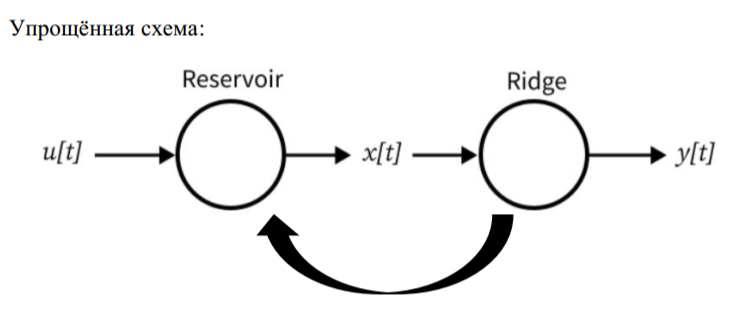 Упрощённая схема:
Reservoir
Ridge
u[t]
x[t]
y[t]